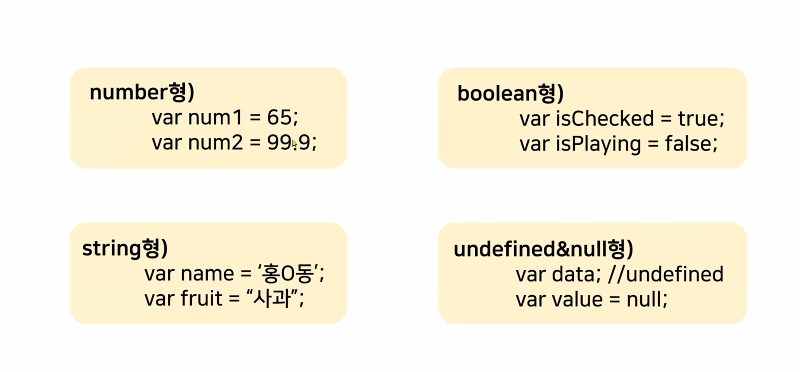 number형)
var num1 = 65;
var num2 = 99.9;
boolean형)
var isChecked = true;
var isPlaying = false;
string형)
var name = ‘홍O동’;
var fruit = “사과”;
undefined&null형)
var data; //undefined
var value = null;